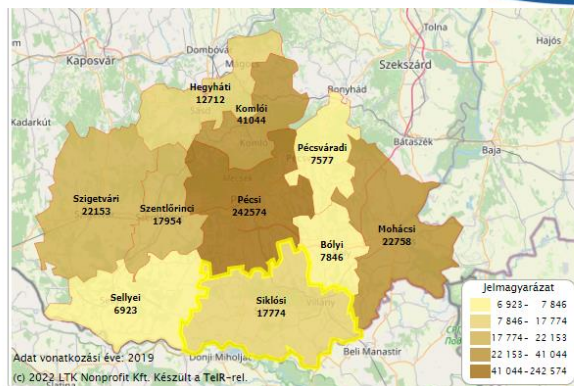 Tolna
Hajós
Dombóvár
Kaposvár
Szekszárd
Hegyháti
12712
Bonyhád
Komlói
41044
Kadarkút
Bátaszék
Pécsváradi
7577
Baja
Szigetvári
22153
Szentlőrinci
17954
Pécsi
242574
Mohácsi
22758
Bólyi
7846
Sellyei
6923
Siklósi
17774
Villány
Jelmagyarázat
6 923 - 7 846
7 846 - 17 774
17 774 - 22 153
22 153 - 41 044
41 044 - 242 574
Beli Manastir
Donji Miholjac
Adat vonatkozási éve: 2019
(c) 2022 LTK Nonprofit Kft. Készült a TeIR-rel.